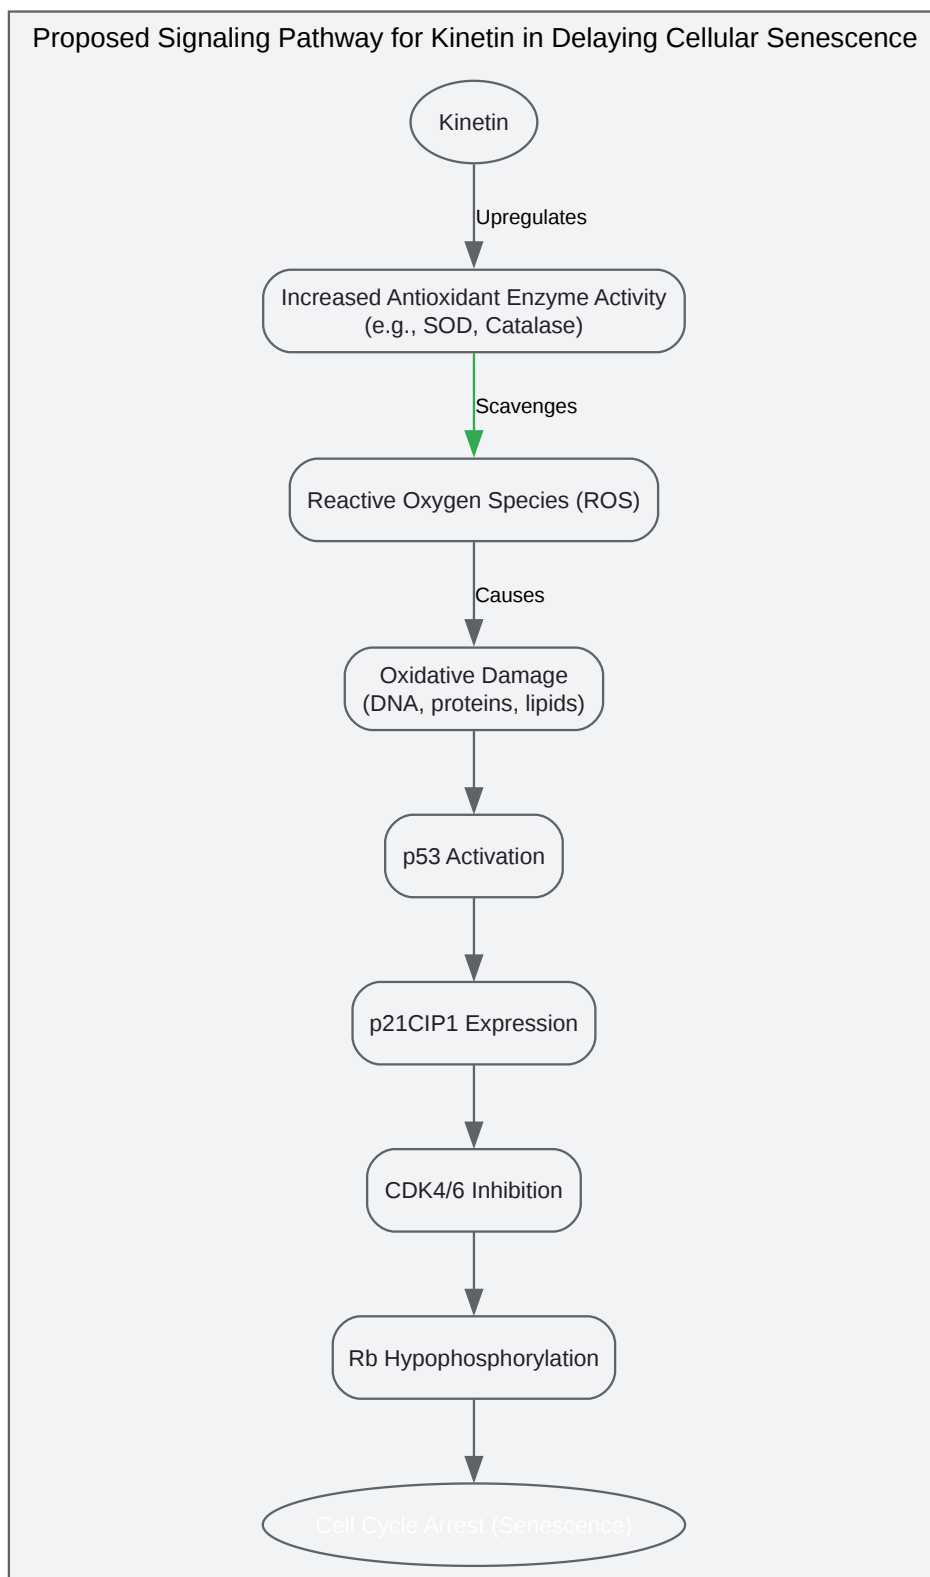 Proposed Signaling Pathway for Kinetin in Delaying Cellular Senescence
Kinetin
Upregulates
Increased Antioxidant Enzyme Activity
(e.g., SOD, Catalase)
Scavenges
Reactive Oxygen Species (ROS)
Causes
Oxidative Damage
(DNA, proteins, lipids)
p53 Activation
p21CIP1 Expression
CDK4/6 Inhibition
Rb Hypophosphorylation
Cell Cycle Arrest (Senescence)